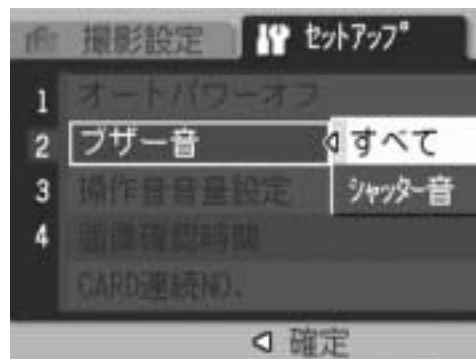 撮影設定 セットアップ
1 オートパワーオフ
2 ブザー音 すべて
3 操作音音量設定 シャッター音
4 画像確認時間
CARD連続NO.
確定